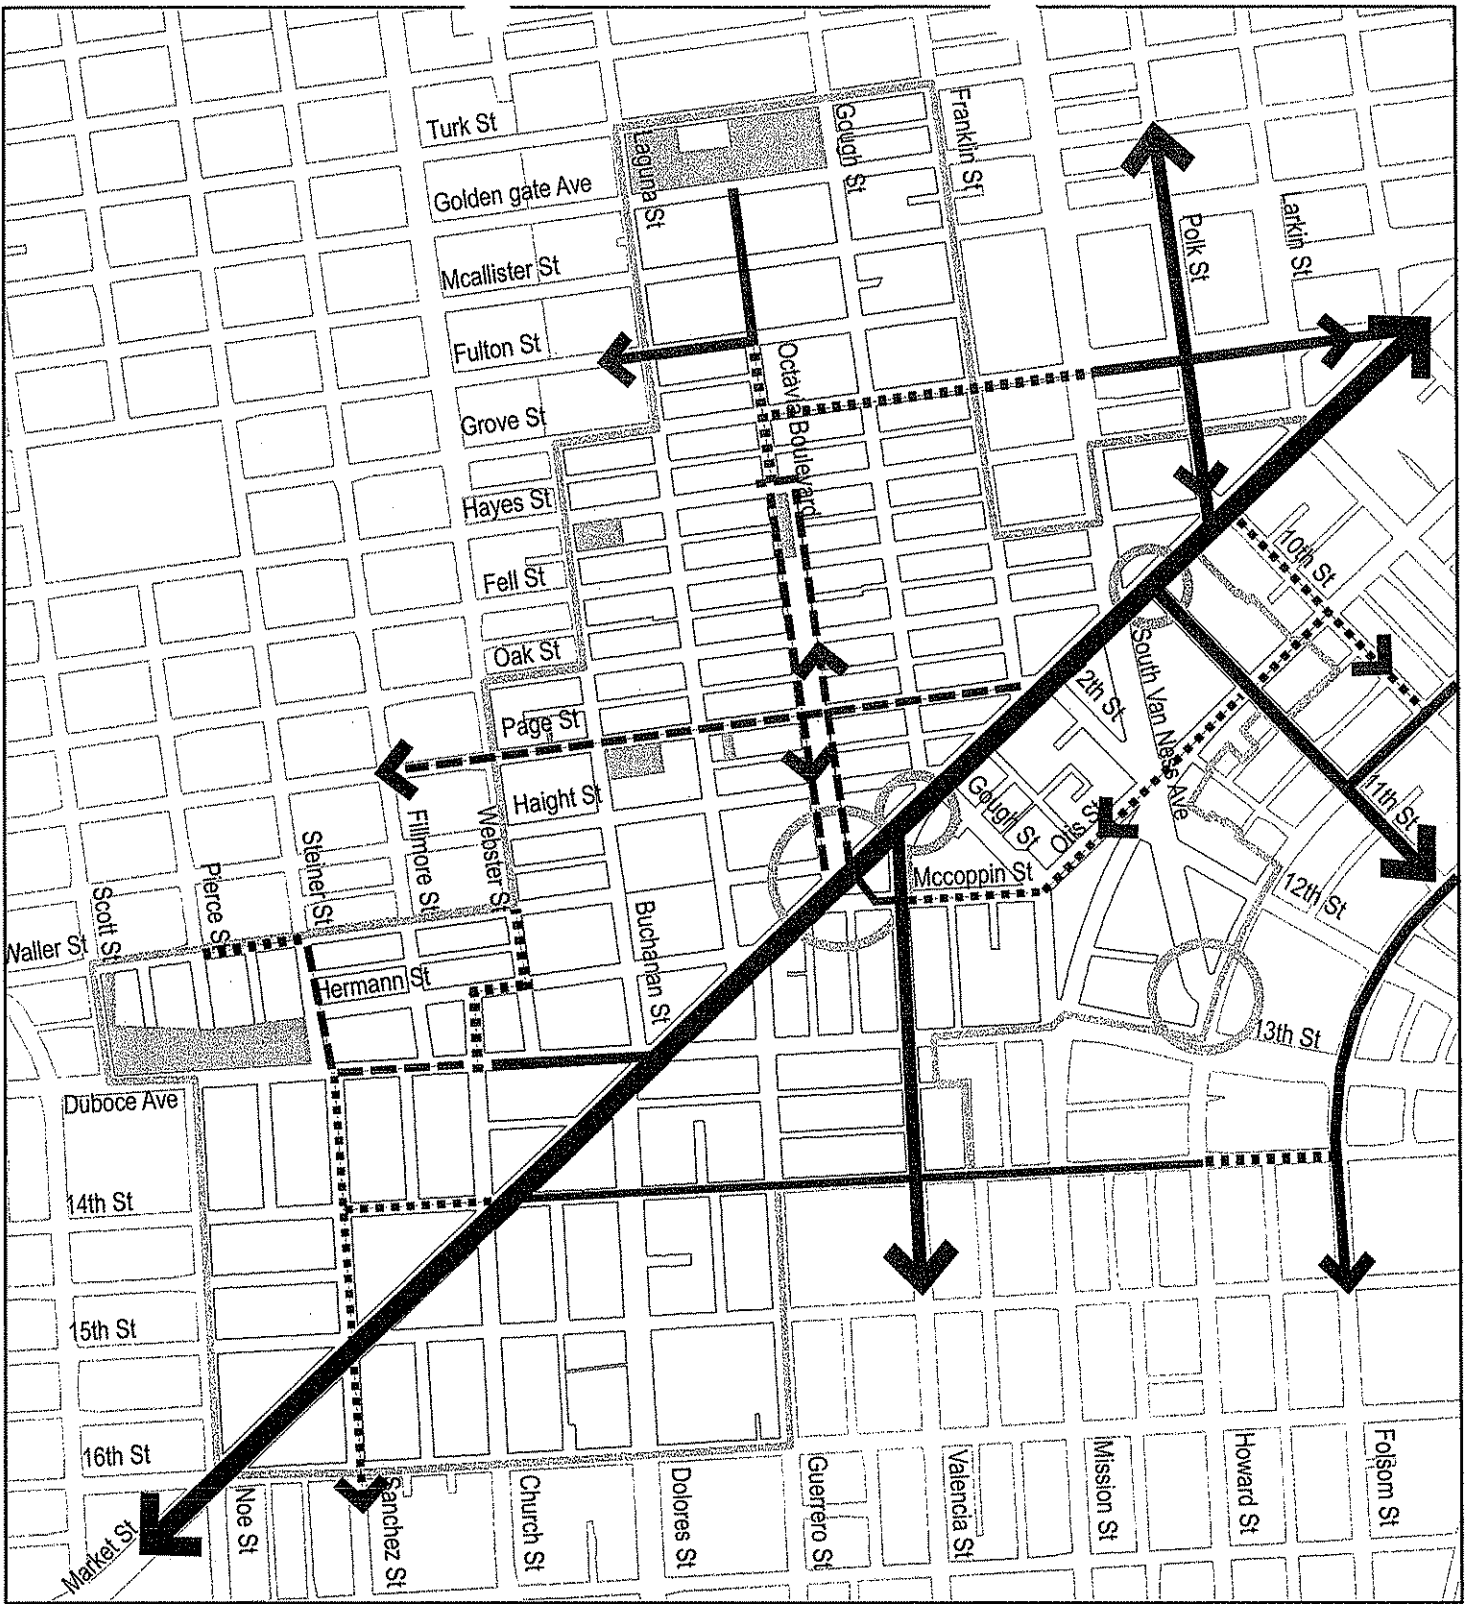 Turk St
Golden gate Ave
Mcallister St
Fulton St
Grove St
Hayes St
Fell St
Oak St
Page St
Haight St
Laguna St
Gough St
Franklin St
Polk St
Larkin St
Octavia Boulevard
10th St
South Van Ness Ave
2th St
11th St
12th St
13th St
Gough St
Otis St
Mccoppin St
Webster St
Fillmore St
Steiner St
Pierce S
Scott St
Waller St
Hermann St
Buchanan St
Duboce Ave
14th St
15th St
16th St
Market St
Noe St
Sanchez St
Church St
Dolores St
Guerrero St
Valencia St
Mission St
Howard St
Folsom St